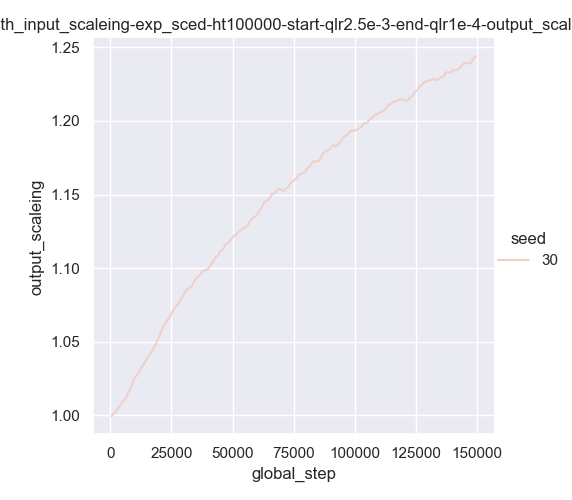 th_input_scaleing-exp_sced-ht100000-start-qlr2.5e-3-end-qlr1e-4-output_scal
1.25
1.20
1.15
1.10
1.05
1.00
output_scaleing
0 25000 50000 75000 100000 125000 150000
global_step
seed
30